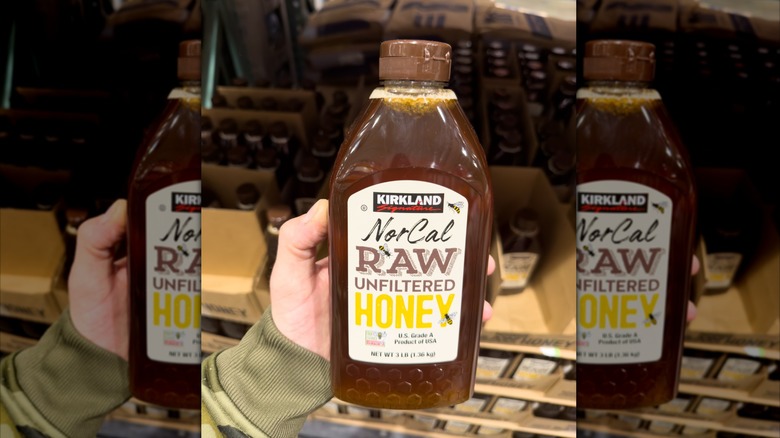 KIRKLAND
Signature
NorCal
RAW
UNFILTERED
HONEY
U.S. Grade A
Product of USA
NET WT 3 LB (1.36 kg)